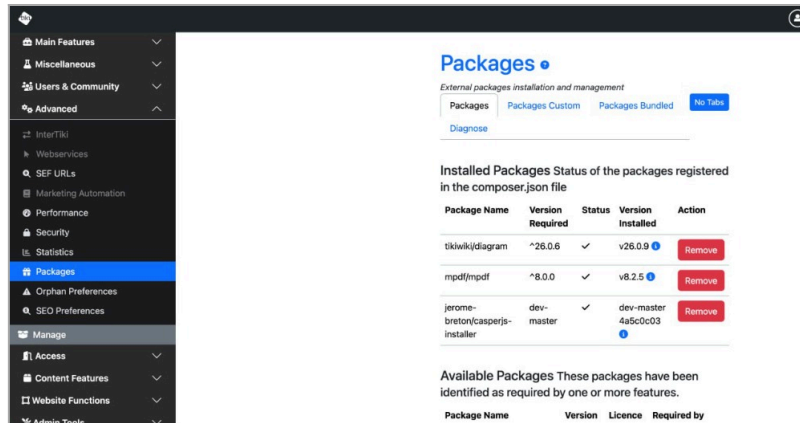 tiki
Main Features
Miscellaneous
Users & Community
Advanced
InterTiki
Webservices
SEF URLs
Marketing Automation
Performance
Security
Statistics
Packages
Orphan Preferences
SEO Preferences
Manage
Access
Content Features
Website Functions
Admin Tools
Packages
External packages installation and management
Packages Packages Custom Packages Bundled No Tabs
Diagnose
Installed Packages Status of the packages registered
in the composer.json file
Package Name Version Status Version Action
Required Installed
tikiwiki/diagram ^26.0.6 ✓ v26.0.9 Remove
mpdf/mpdf ^8.0.0 ✓ v8.2.5 Remove
jerome- dev- ✓ dev-master Remove
breton/casperjs- master 4a5c0c03
installer
Available Packages These packages have been
identified as required by one or more features.
Package Name Version Licence Required by